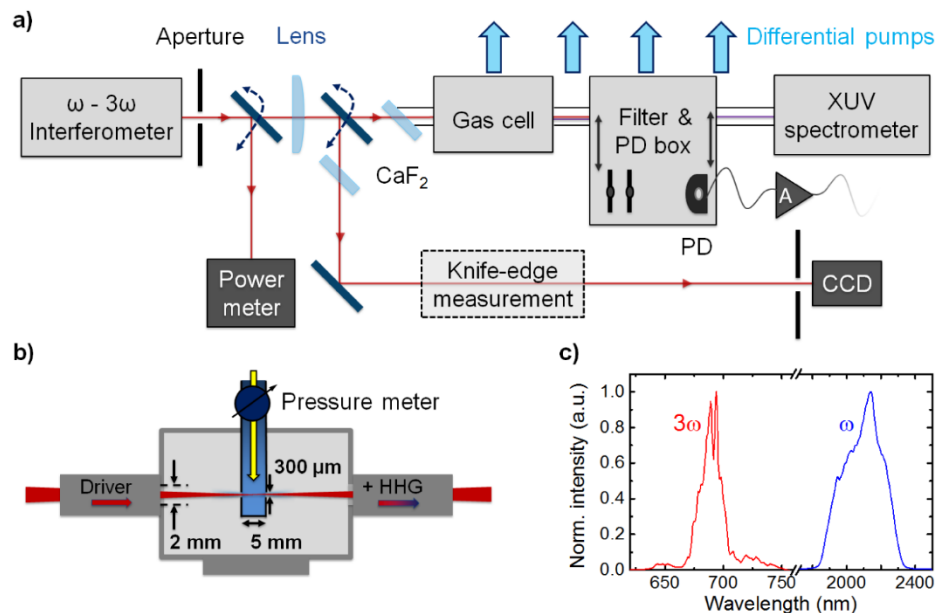 a)
Aperture
Lens
Differential pumps
ω - 3ω
Interferometer
Gas cell
Filter &
PD box
XUV
spectrometer
CaF₂
A
PD
Power
meter
Knife-edge
measurement
CCD
b)
Pressure meter
300 µm
Driver
+ HHG
2 mm
5 mm
c)
Norm. intensity (a.u.)
1.0
0.8
0.6
0.4
0.2
0
3ω
ω
650
700
750
2000
2400
Wavelength (nm)